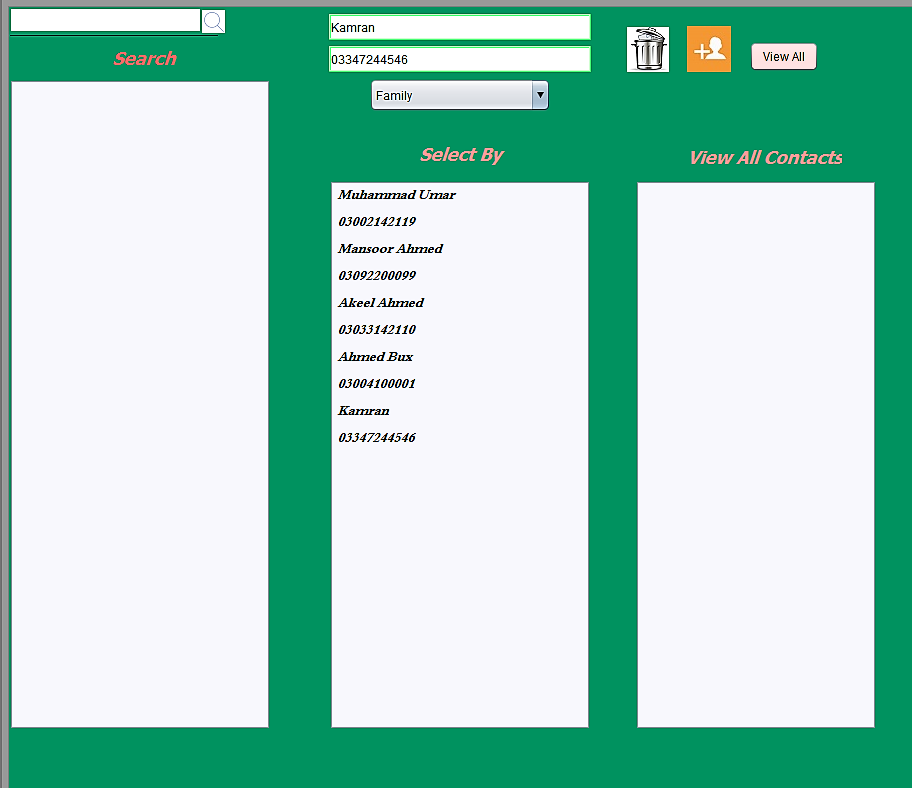 Search
Kamran
03347244546
Family
View All
Select By
Muhammad Umar
03002142119
Mansoor Ahmed
03092200099
Akeel Ahmed
03033142110
Ahmed Bux
03004100001
Kamran
03347244546
View All Contacts